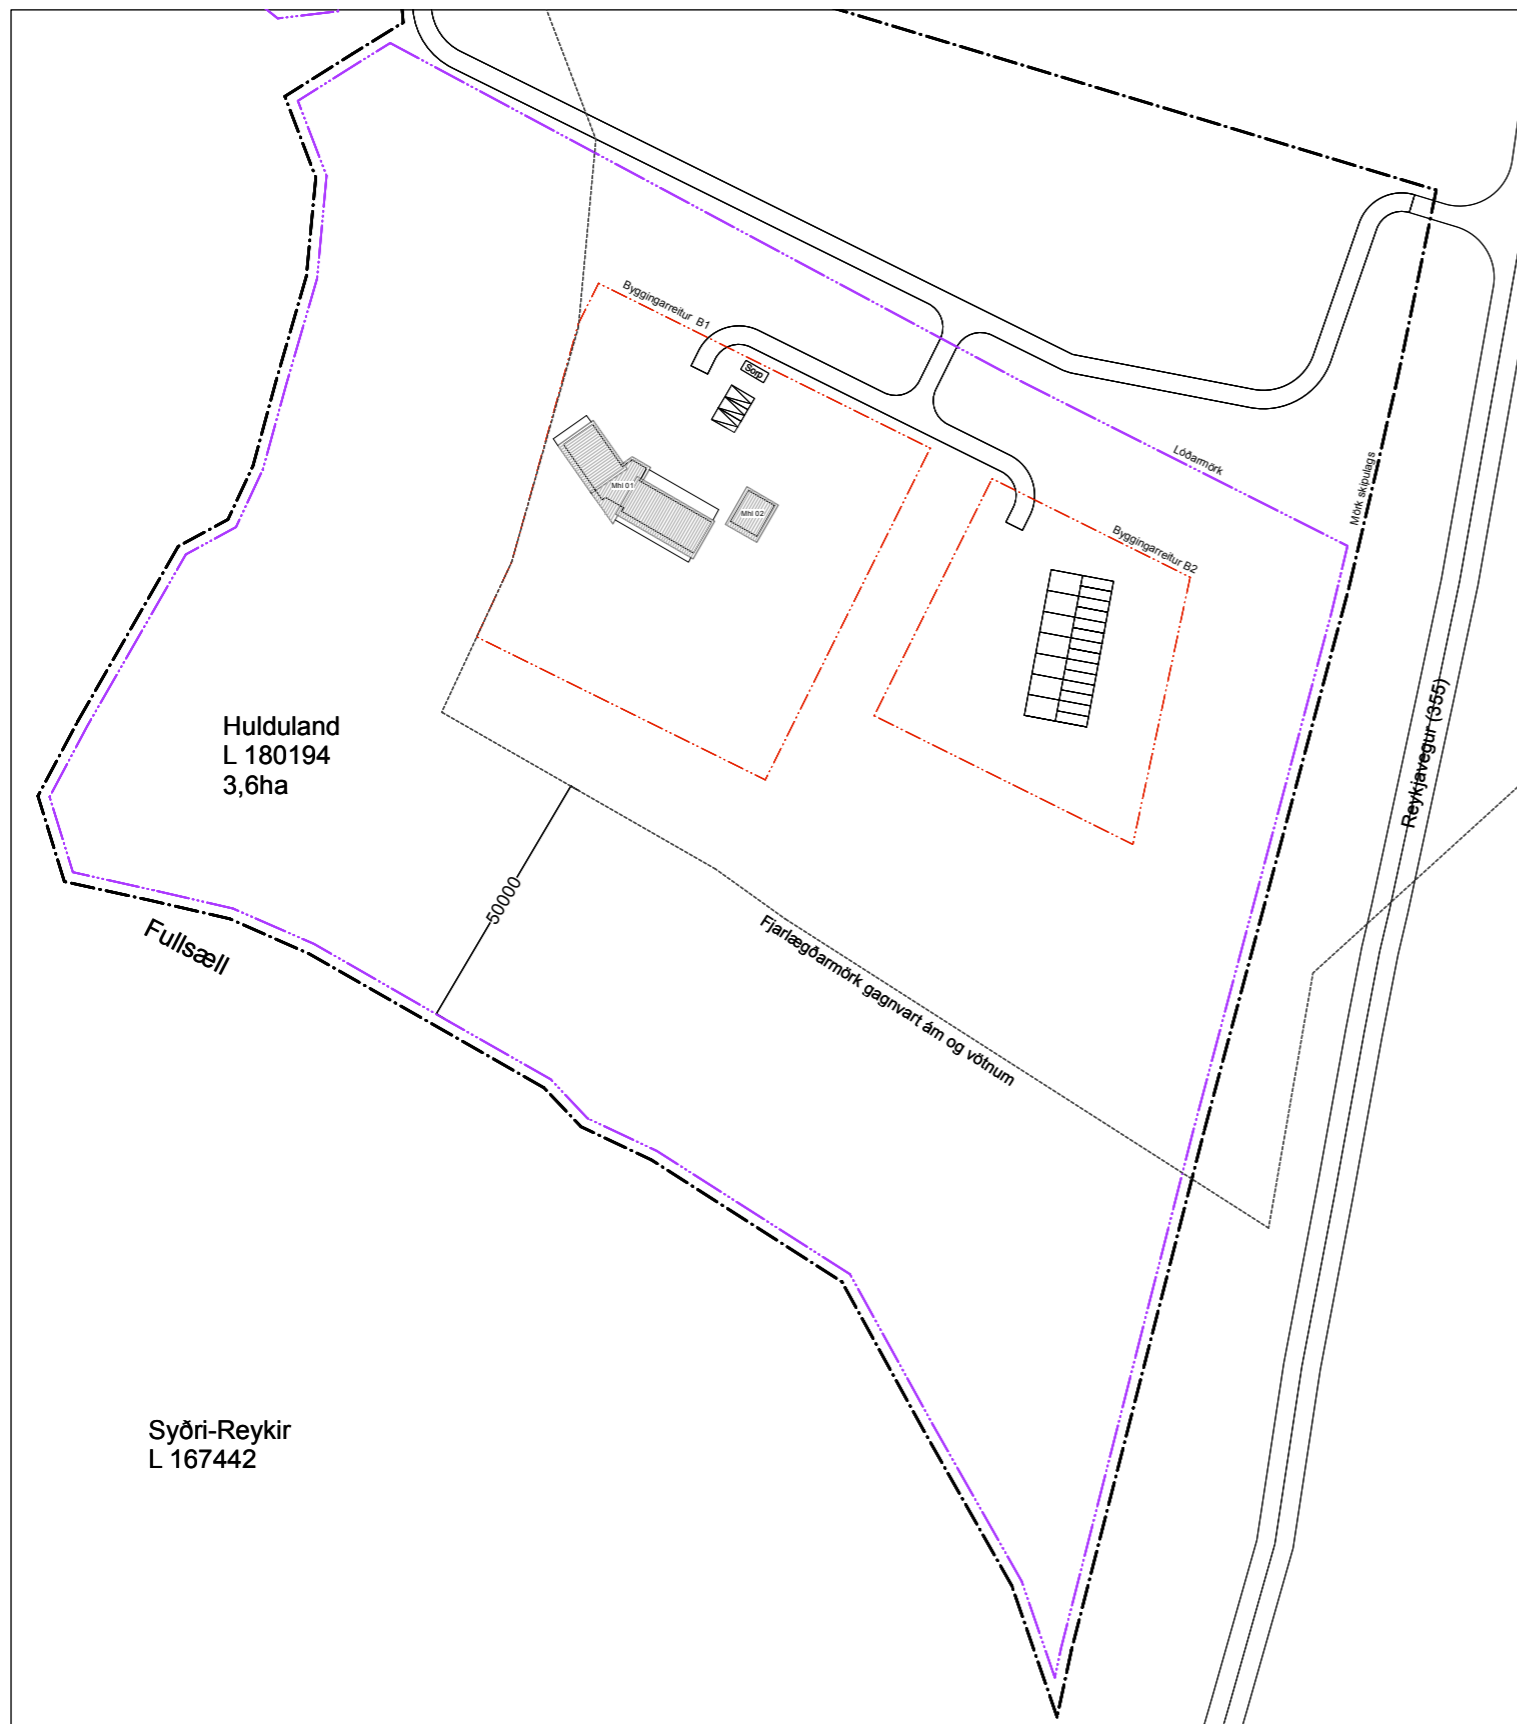 Byggingarreitur B1
Sorp
Lóðarmörk
Mörk skipulags
Mhl 01
Mhl 02
Byggingarreitur B2
Hulduland
L 180194
3,6ha
Reykjavegur (355)
50000
Fullsæll
Fjarlægðarmörk gagnvart ám og vötnum
Syðri-Reykir
L 167442